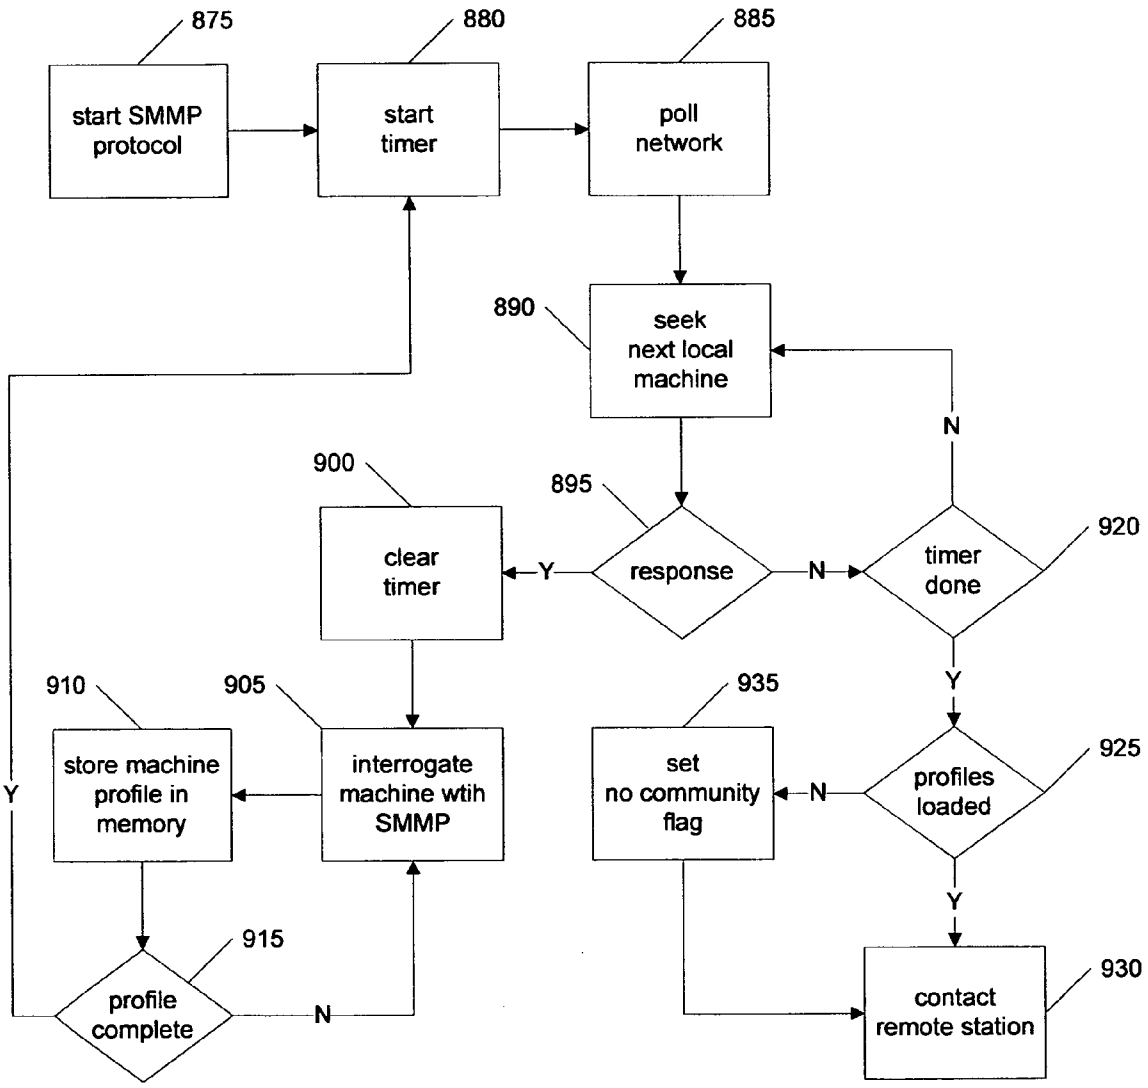 875
880
885
start SMMP
protocol
start
timer
poll
network
890
seek
next local
machine
N
900
895
920
clear
timer
Y
response
N
timer
done
Y
910
905
935
925
store machine
profile in
memory
interrogate
machine wtih
SMMP
set
no community
flag
N
profiles
loaded
Y
Y
915
930
profile
complete
N
contact
remote station